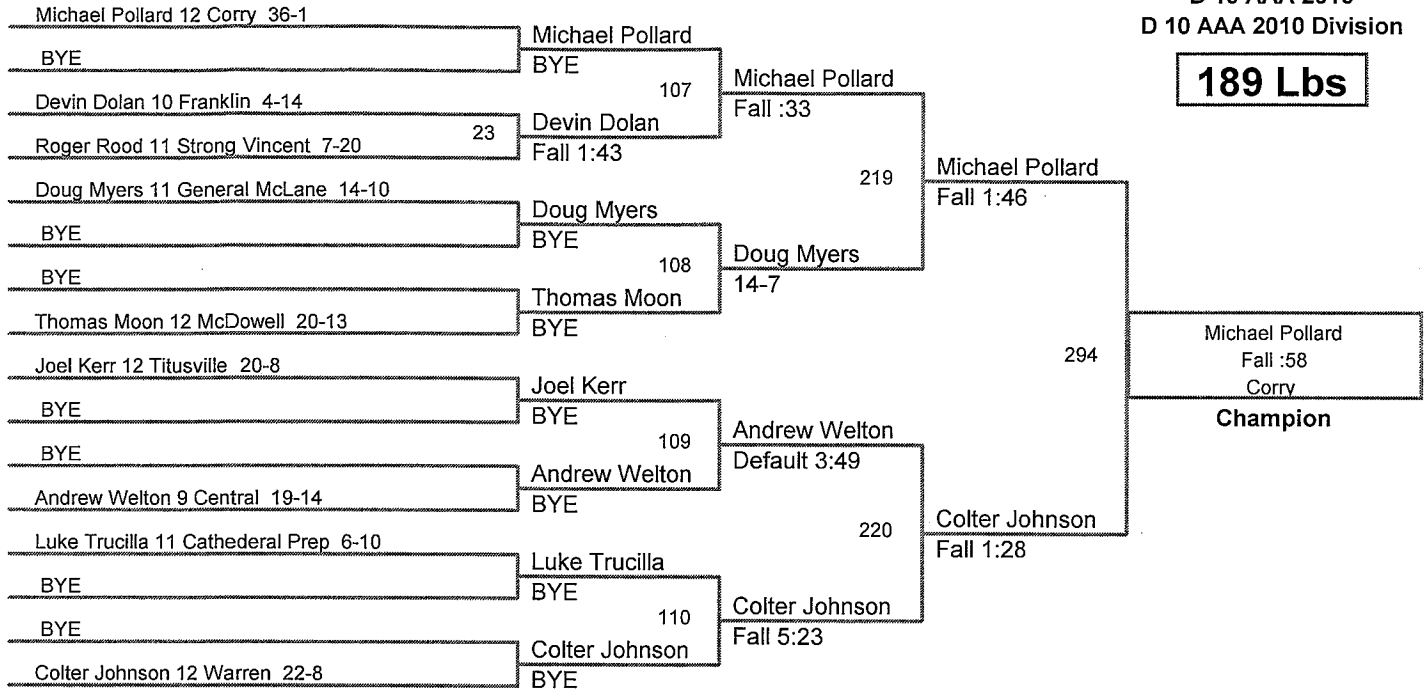 D 10 AAA 2010 Division
189 Lbs
Michael Pollard 12 Corry 36-1
BYE
Devin Dolan 10 Franklin 4-14
Roger Rood 11 Strong Vincent 7-20
Doug Myers 11 General McLane 14-10
BYE
BYE
Thomas Moon 12 McDowell 20-13
Joel Kerr 12 Titusville 20-8
BYE
BYE
Andrew Welton 9 Central 19-14
Luke Trucilla 11 Cathederal Prep 6-10
BYE
BYE
Colter Johnson 12 Warren 22-8
23
Michael Pollard
BYE
Devin Dolan
Fall 1:43
Doug Myers
BYE
Thomas Moon
BYE
Joel Kerr
BYE
Andrew Welton
BYE
Luke Trucilla
BYE
Colter Johnson
BYE
107
108
109
110
Michael Pollard
Fall :33
Doug Myers
14-7
Andrew Welton
Default 3:49
Colter Johnson
Fall 5:23
219
220
Michael Pollard
Fall 1:46
Colter Johnson
Fall 1:28
294
Michael Pollard
Fall :58
Corry
Champion